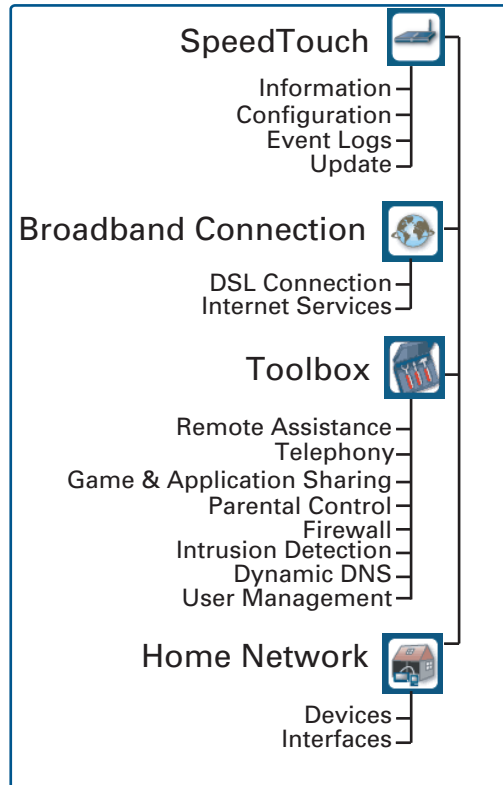 SpeedTouch
Information
Configuration
Event Logs
Update
Broadband Connection
DSL Connection
Internet Services
Toolbox
Remote Assistance
Telephony
Game & Application Sharing
Parental Control
Firewall
Intrusion Detection
Dynamic DNS
User Management
Home Network
Devices
Interfaces